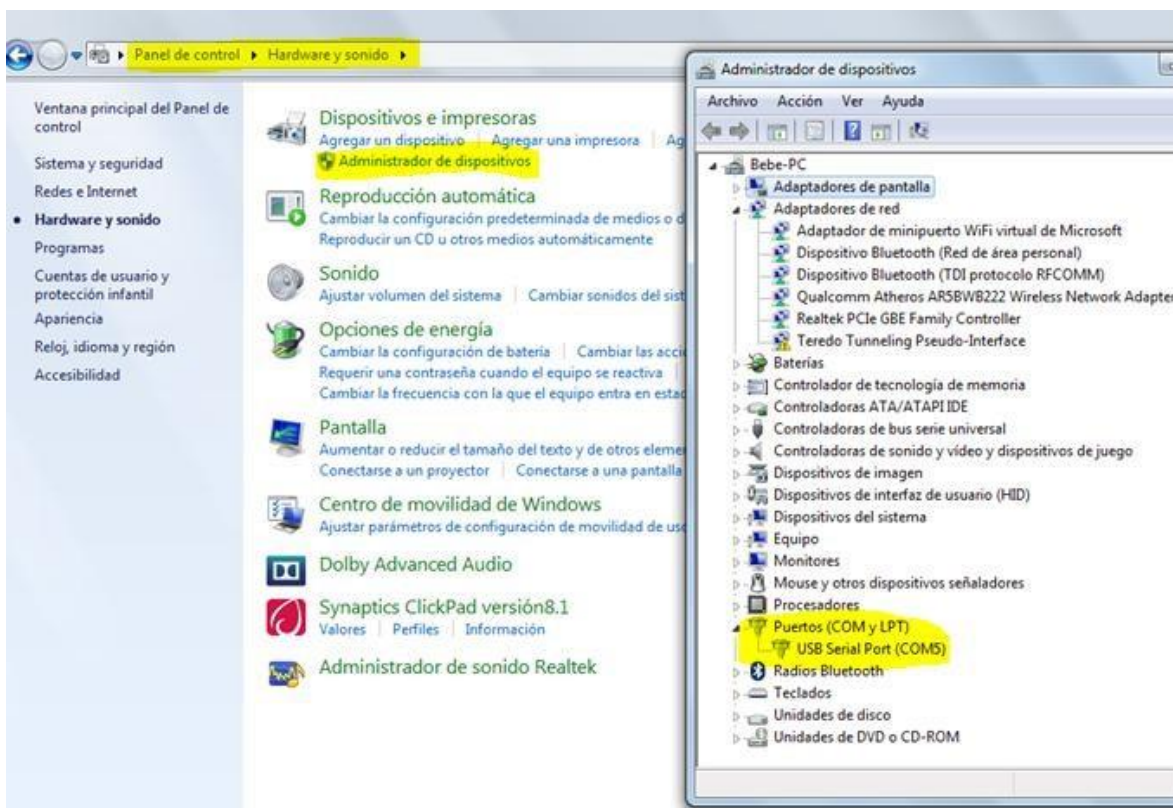 Panel de control ▸ Hardware y sonido ▸
Ventana principal del Panel de
control
Sistema y seguridad
Redes e Internet
Hardware y sonido
Programas
Cuentas de usuario y
protección infantil
Apariencia
Reloj, idioma y región
Accesibilidad
Dispositivos e impresoras
Agregar un dispositivo | Agregar una impresora | Ag
Administrador de dispositivos
Reproducción automática
Cambiar la configuración predeterminada de medios o d
Reproducir un CD u otros medios automáticamente
Sonido
Ajustar volumen del sistema | Cambiar sonidos del sist
Opciones de energía
Cambiar la configuración de batería | Cambiar las acci
Requerir una contraseña cuando el equipo se reactiva
Cambiar la frecuencia con la que el equipo entra en estad
Pantalla
Aumentar o reducir el tamaño del texto y de otros eleme
Conectarse a un proyector | Conectarse a una pantalla
Centro de movilidad de Windows
Ajustar parámetros de configuración de movilidad de uso
Dolby Advanced Audio
Synaptics ClickPad versión8.1
Valores | Perfiles | Información
Administrador de sonido Realtek
Administrador de dispositivos
Archivo Acción Ver Ayuda
Bebe-PC
Adaptadores de pantalla
Adaptadores de red
Adaptador de minipuerto WiFi virtual de Microsoft
Dispositivo Bluetooth (Red de área personal)
Dispositivo Bluetooth (TDI protocolo RFCOMM)
Qualcomm Atheros AR5BWB222 Wireless Network Adapter
Realtek PCIe GBE Family Controller
Teredo Tunneling Pseudo-Interface
Baterías
Controlador de tecnología de memoria
Controladoras ATA/ATAPI IDE
Controladoras de bus serie universal
Controladoras de sonido y vídeo y dispositivos de juego
Dispositivos de imagen
Dispositivos de interfaz de usuario (HID)
Dispositivos del sistema
Equipo
Monitores
Mouse y otros dispositivos señaladores
Procesadores
Puertos (COM y LPT)
USB Serial Port (COM5)
Radios Bluetooth
Teclados
Unidades de disco
Unidades de DVD o CD-ROM